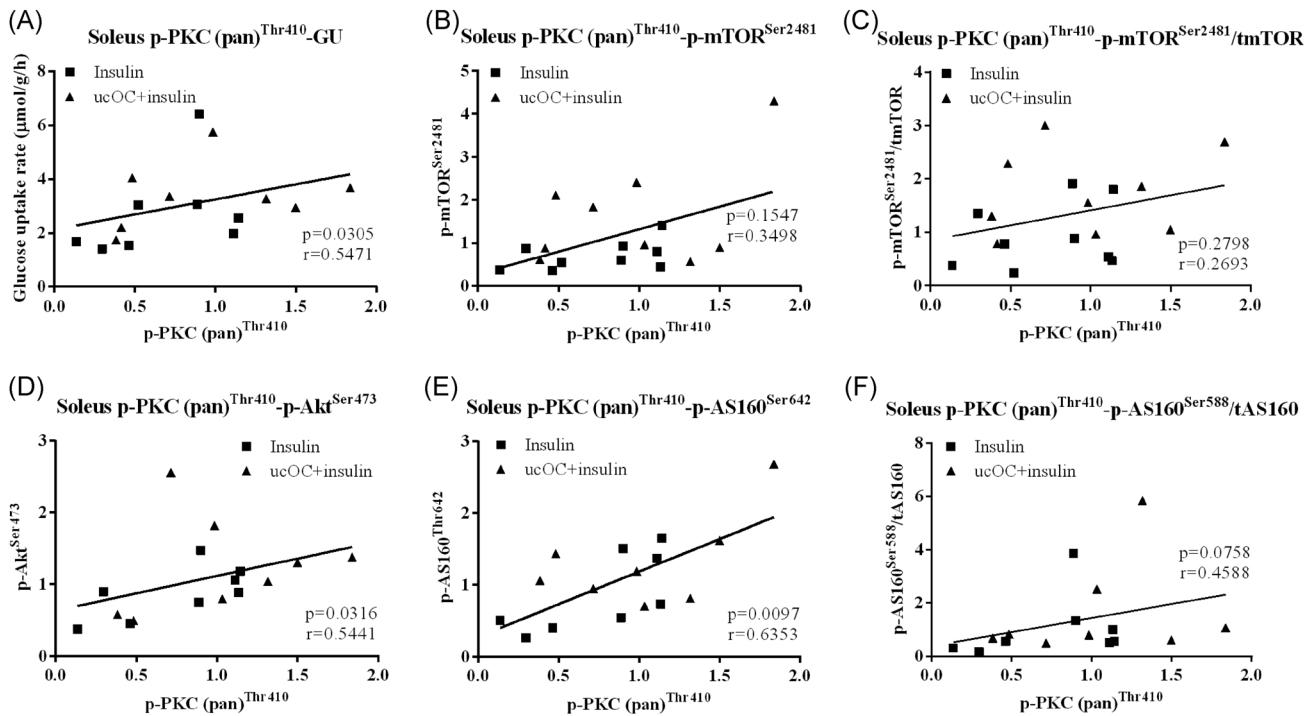 (A)
Soleus p-PKC (pan)Thr410-GU
Glucose uptake rate (μmol/g/h)
8
6
4
2
0
Insulin
ucOC+insulin
p=0.0305
r=0.5471
0.0 0.5 1.0 1.5 2.0
p-PKC (pan)Thr410
(B)
Soleus p-PKC (pan)Thr410-p-mTORSer2481
p-mTORSer2481
5
4
3
2
1
0
Insulin
ucOC+insulin
p=0.1547
r=0.3498
0.0 0.5 1.0 1.5 2.0
p-PKC (pan)Thr410
(C)
Soleus p-PKC (pan)Thr410-p-mTORSer2481/tmTOR
p-mTORSer2481/tmTOR
4
3
2
1
0
Insulin
ucOC+insulin
p=0.2798
r=0.2693
0.0 0.5 1.0 1.5 2.0
p-PKC (pan)Thr410
(D)
Soleus p-PKC (pan)Thr410-p-AktSer473
p-AktSer473
3
2
1
0
Insulin
ucOC+insulin
p=0.0316
r=0.5441
0.0 0.5 1.0 1.5 2.0
p-PKC (pan)Thr410
(E)
Soleus p-PKC (pan)Thr410-p-AS160Ser642
p-AS160Thr642
3
2
1
0
Insulin
ucOC+insulin
p=0.0097
r=0.6353
0.0 0.5 1.0 1.5 2.0
p-PKC (pan)Thr410
(F)
Soleus p-PKC (pan)Thr410-p-AS160Ser588/tAS160
p-AS160Ser588/tAS160
8
6
4
2
0
Insulin
ucOC+insulin
p=0.0758
r=0.4588
0.0 0.5 1.0 1.5 2.0
p-PKC (pan)Thr410